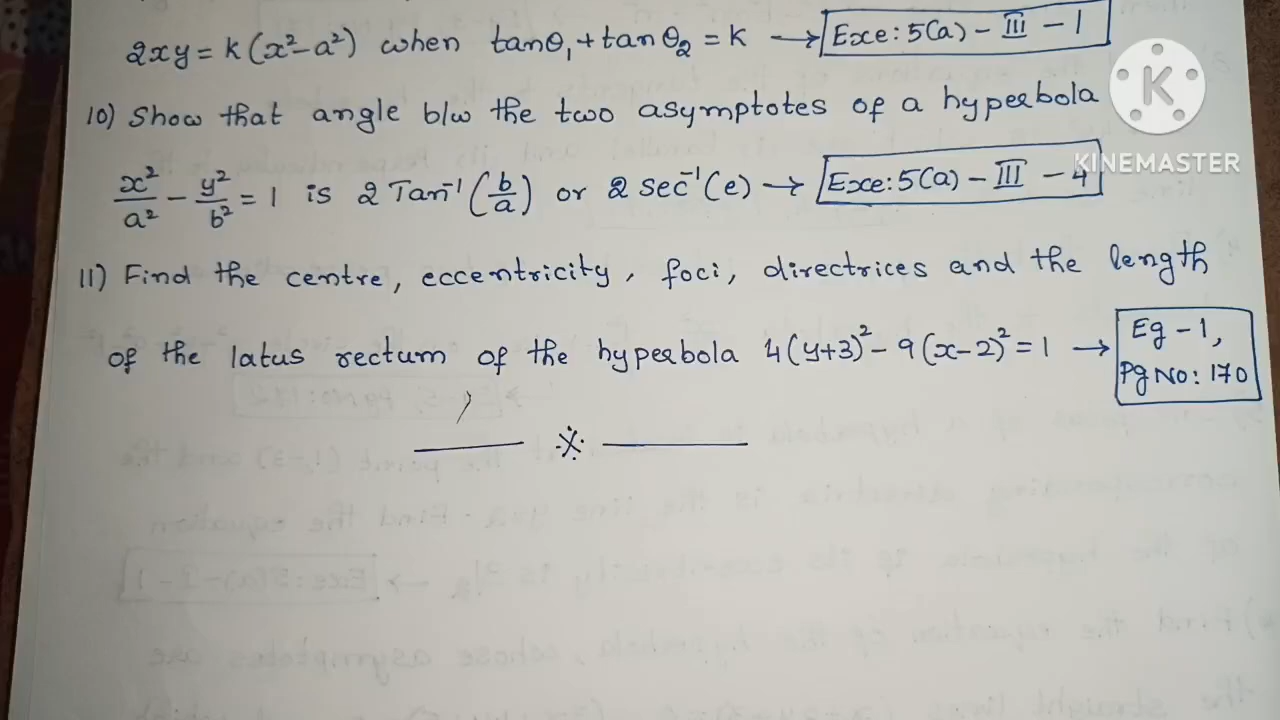 2xy = k(x²-a²) when tanθ₁ + tanθ₂ = k → Exe: 5(a) - III - 1
10) Show that angle b/w the two asymptotes of a hyperbola
x²/a² - y²/b² = 1 is 2 Tan⁻¹(b/a) or 2 sec⁻¹(e) → Exe: 5(a) - III - 4
11) Find the centre, eccentricity, foci, directrices and the length
of the latus rectum of the hyperbola 4(y+3)² - 9(x-2)² = 1 → Eg - 1,
Pg No: 170
K
KINEMASTER